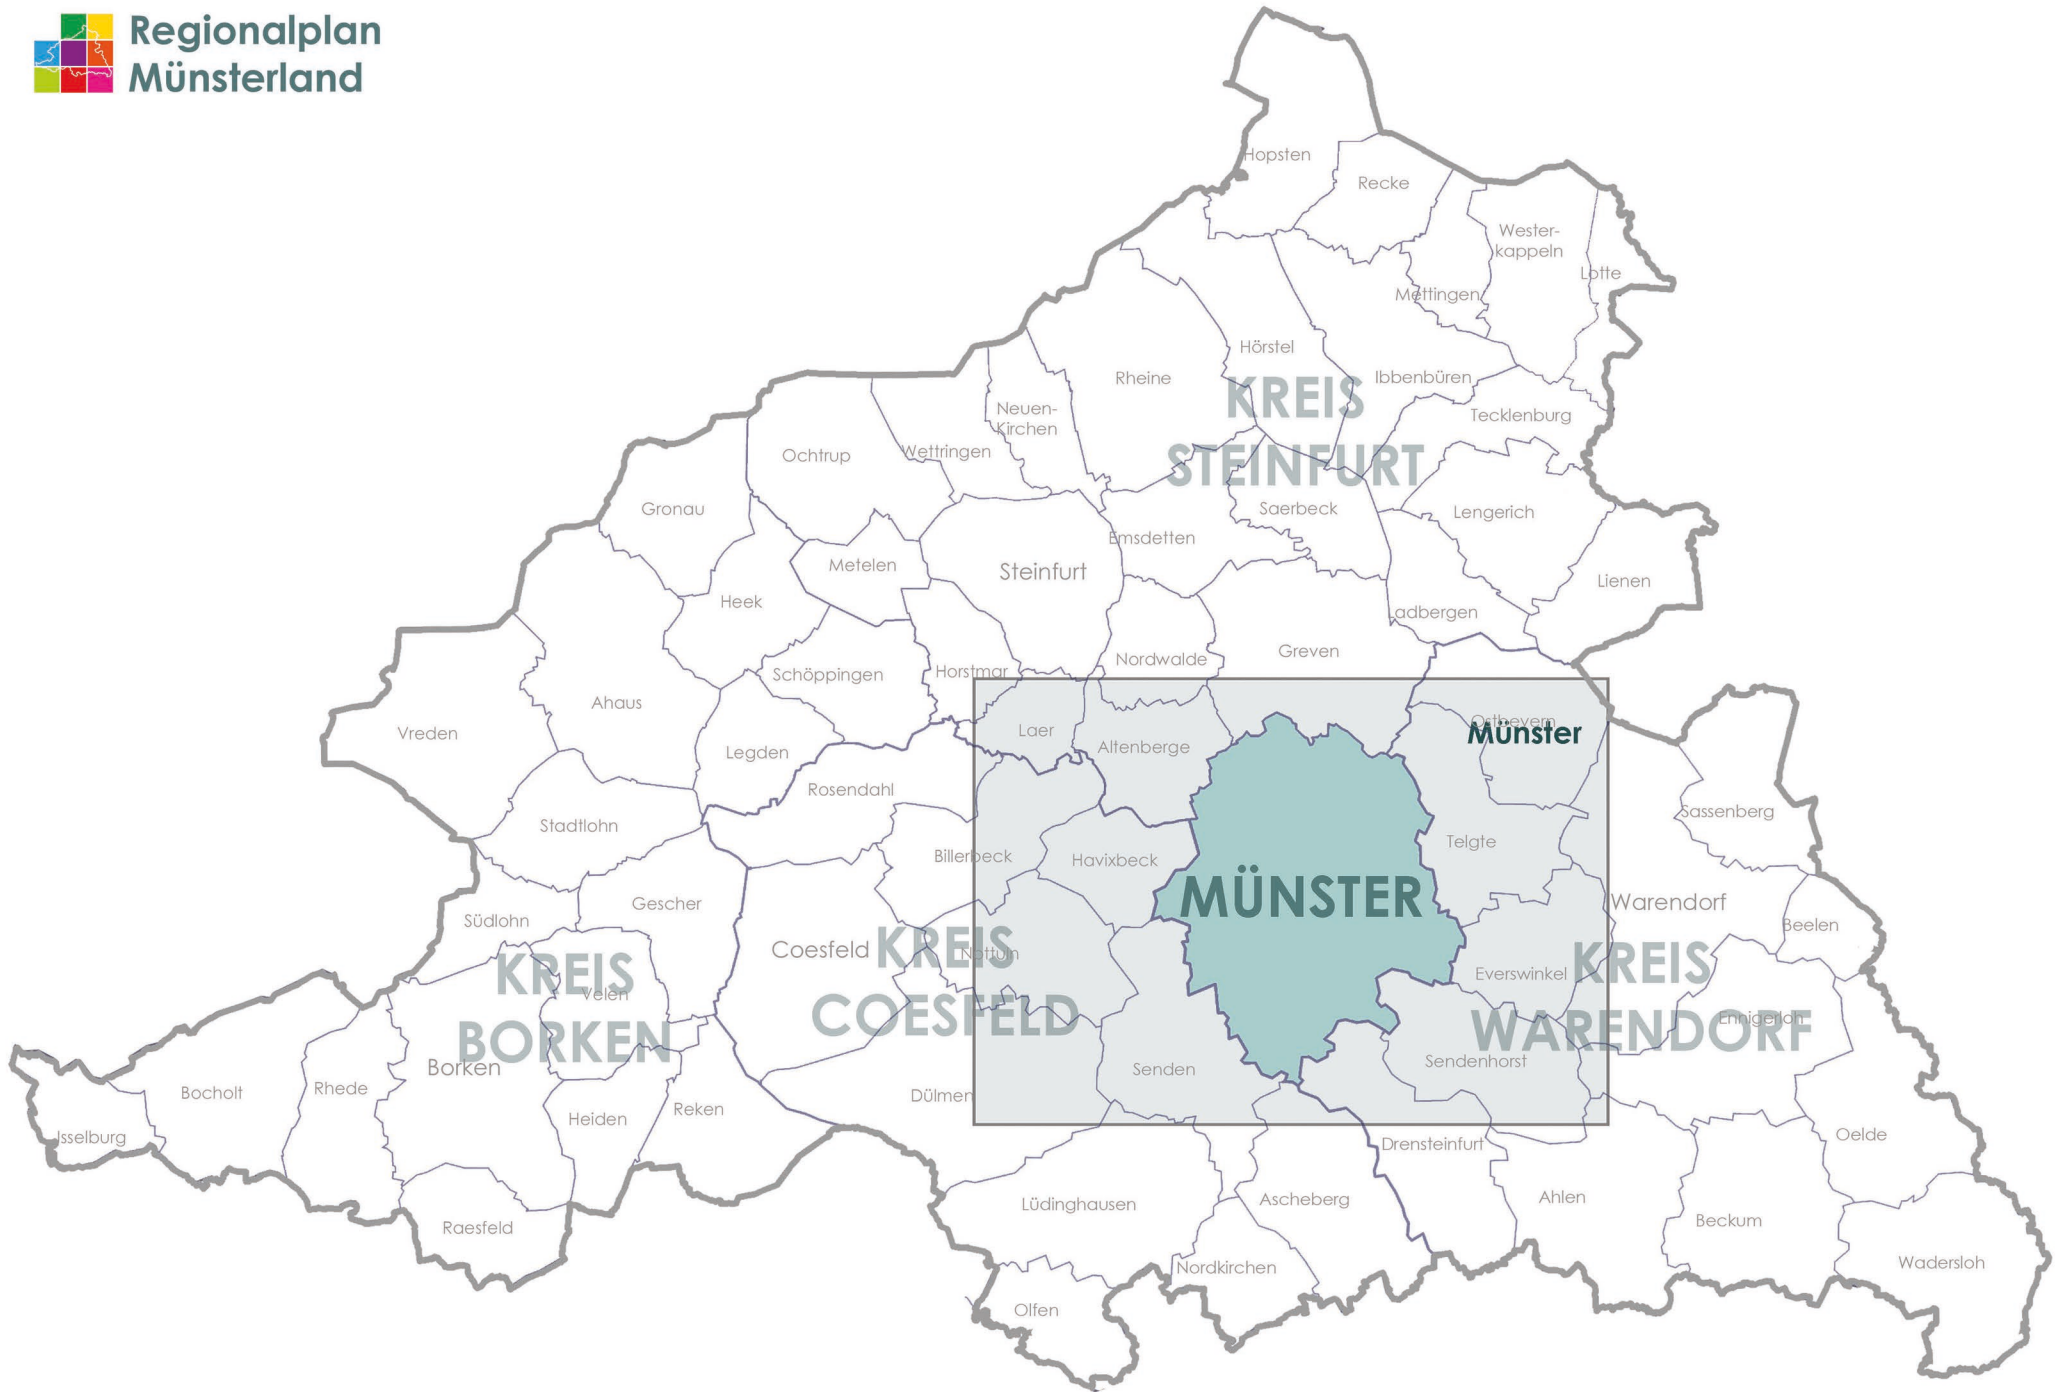 Regionalplan
Münsterland
Hopsten
Recke
Wester-
kappeln
Lotte
Mettingen
Hörstel
Rheine
Ibbenbüren
KREIS
STEINFURT
Neuen-
Kirchen
Tecklenburg
Ochtrup
Wettringen
Gronau
Saerbeck
Lengerich
Emsdetten
Metelen
Steinfurt
Lienen
Heek
Ladbergen
Greven
Nordwalde
Horstmar
Schöppingen
Ahaus
Vreden
Ostbevern
Münster
Laer
Altenberge
Legden
Rosendahl
Sassenberg
Stadtlohn
Telgte
Billerbeck
Havixbeck
MÜNSTER
Gescher
Warendorf
Südlohn
Beelen
Coesfeld
KREIS
COESFELD
Nottuln
Everswinkel
KREIS
WARENDORF
KREIS
BORKEN
Velen
Ennigerloh
Borken
Senden
Sendenhorst
Bocholt
Rhede
Dülmen
Heiden
Reken
Isselburg
Oelde
Drensteinfurt
Lüdinghausen
Ascheberg
Ahlen
Raesfeld
Beckum
Nordkirchen
Wadersloh
Olfen